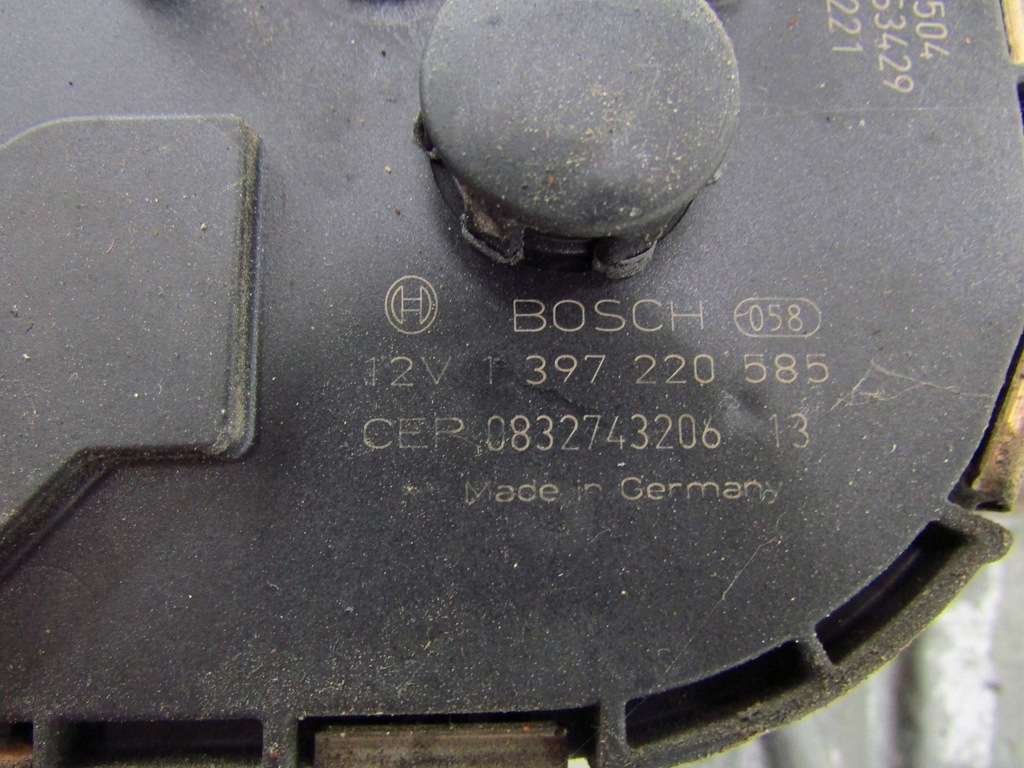 504
53429
221
BOSCH 058
12V 1 397 220 585
CEP 0832743206 13
Made in Germany